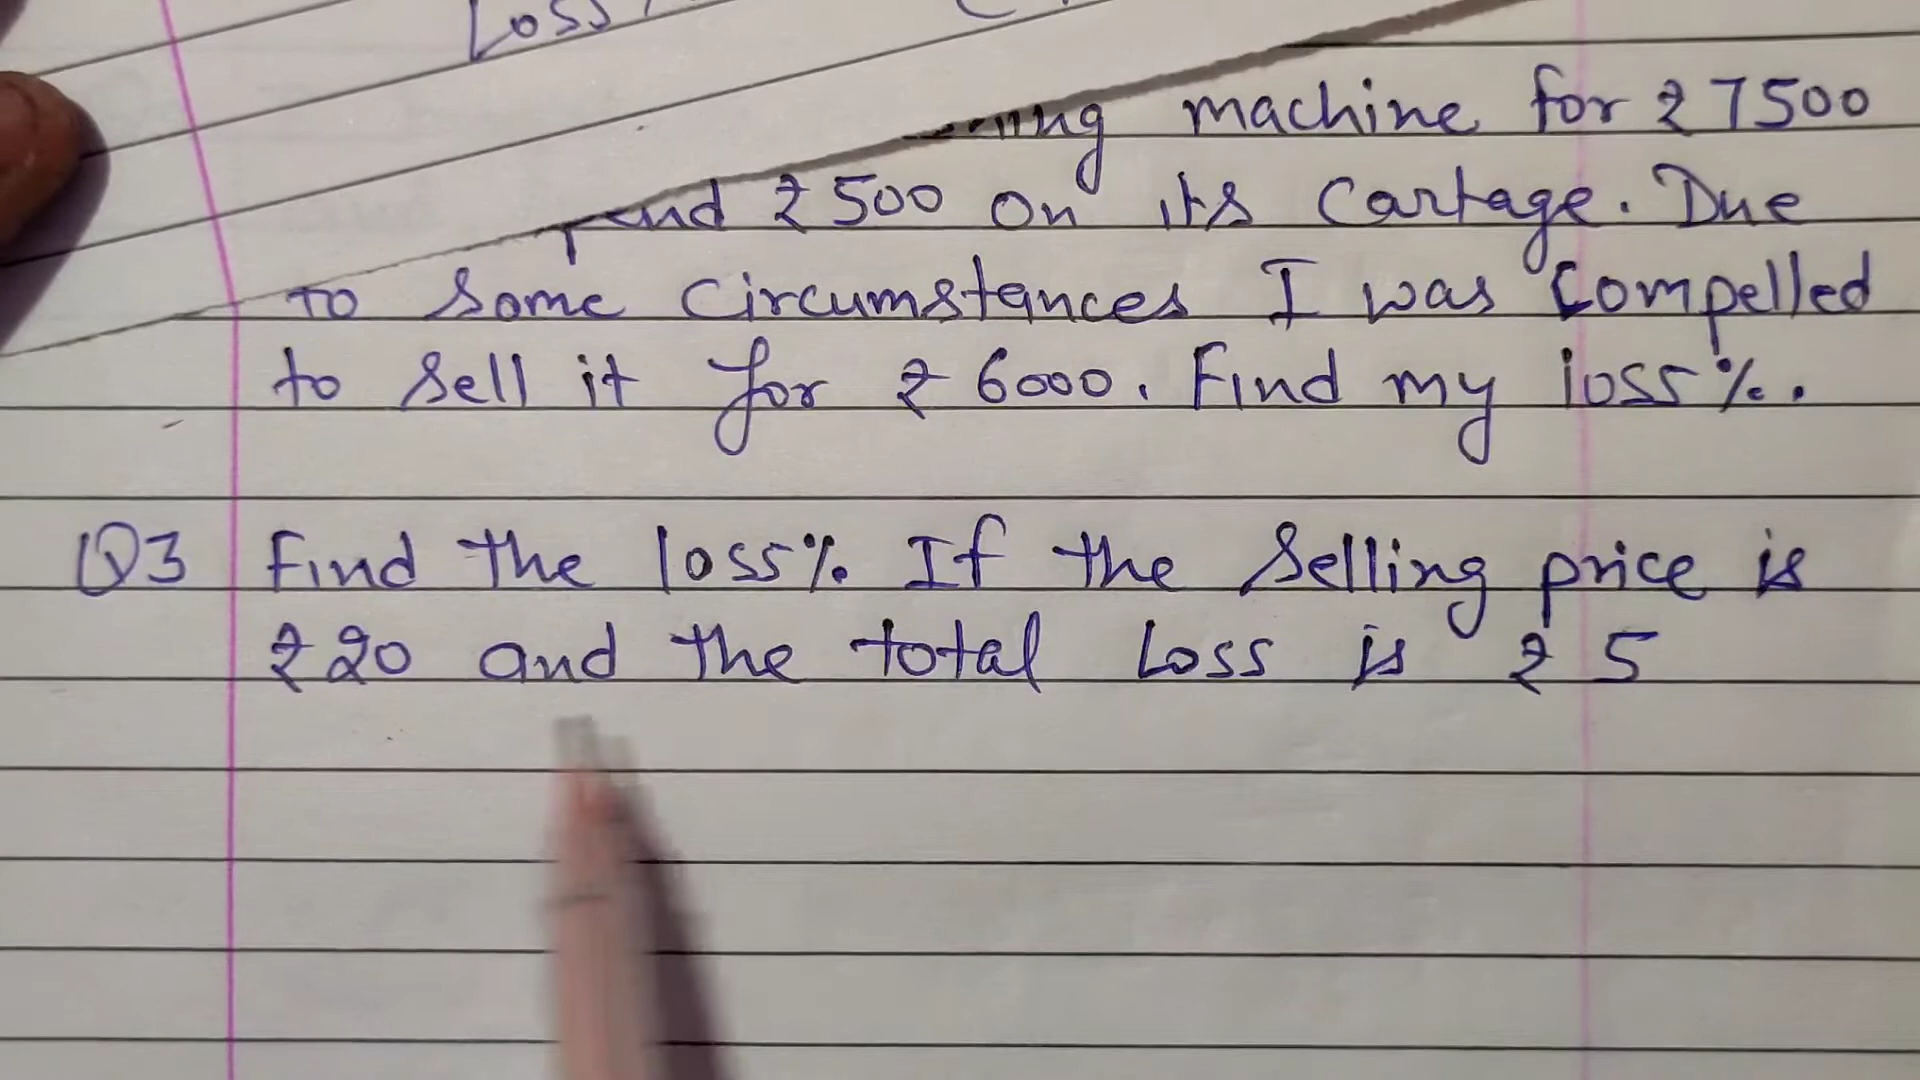 Loss
machine for ₹ 7500
₹ 500 on its Cartage. Due
to some circumstances I was compelled
to sell it for ₹ 6000. Find my loss%.
Q3 Find the loss% If the selling price is
₹ 20 and the total Loss is ₹ 5